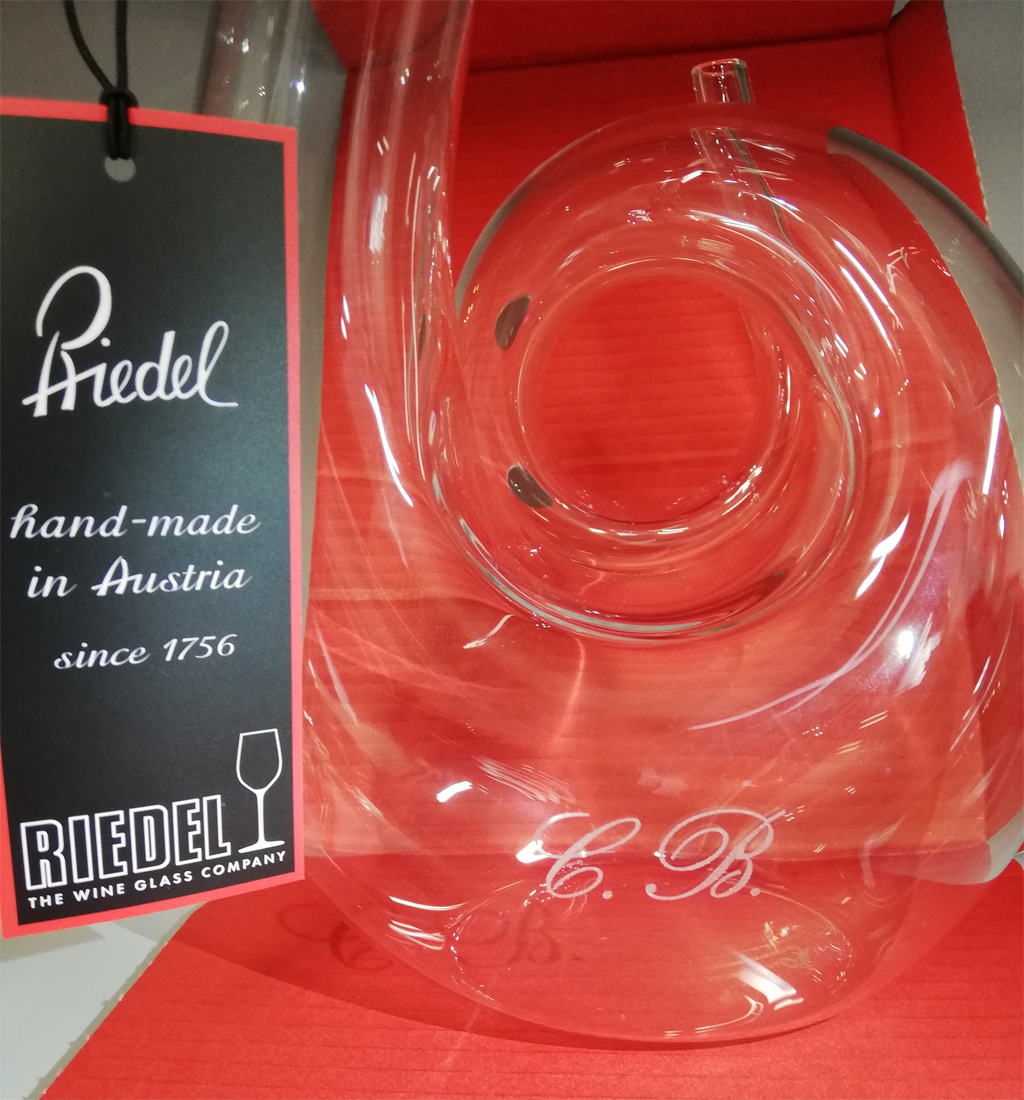 Riedel
hand-made
in Austria
since 1756
RIEDEL
THE WINE GLASS COMPANY
C. B.